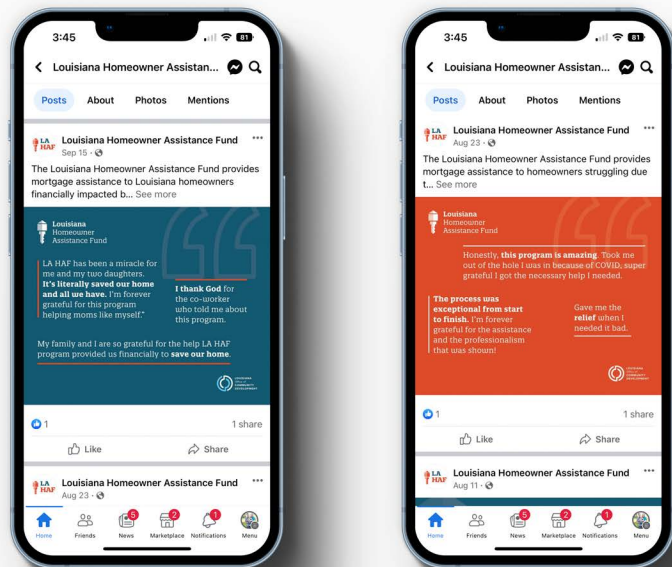 3:45
81
Louisiana Homeowner Assistan...
Posts About Photos Mentions
LA HAF
Louisiana Homeowner Assistance Fund
Sep 15
The Louisiana Homeowner Assistance Fund provides
mortgage assistance to Louisiana homeowners
financially impacted b... See more
Louisiana
Homeowner
Assistance Fund
LA HAF has been a miracle for
me and my two daughters.
It's literally saved our home
and all we have. I'm forever
grateful for this program
helping moms like myself."
I thank God for
the co-worker
who told me about
this program.
My family and I are so grateful for the help LA HAF
program provided us financially to save our home.
LOUISIANA
Office of
COMMUNITY
DEVELOPMENT
1
1 share
Like Share
LA HAF
Louisiana Homeowner Assistance Fund
Aug 23
5 2 1
Home Friends News Marketplace Notifications Menu
3:45
81
Louisiana Homeowner Assistan...
Posts About Photos Mentions
LA HAF
Louisiana Homeowner Assistance Fund
Aug 23
The Louisiana Homeowner Assistance Fund provides
mortgage assistance to homeowners struggling due
t... See more
Louisiana
Homeowner
Assistance Fund
Honestly, this program is amazing. Took me
out of the hole I was in because of COVID, super
grateful I got the necessary help I needed.
The process was
exceptional from start
to finish. I'm forever
grateful for the assistance
and the professionalism
that was shown!
Gave me the
relief when I
needed it bad.
LOUISIANA
Office of
COMMUNITY
DEVELOPMENT
1
1 share
Like Share
LA HAF
Louisiana Homeowner Assistance Fund
Aug 11
5 2 1
Home Friends News Marketplace Notifications Menu